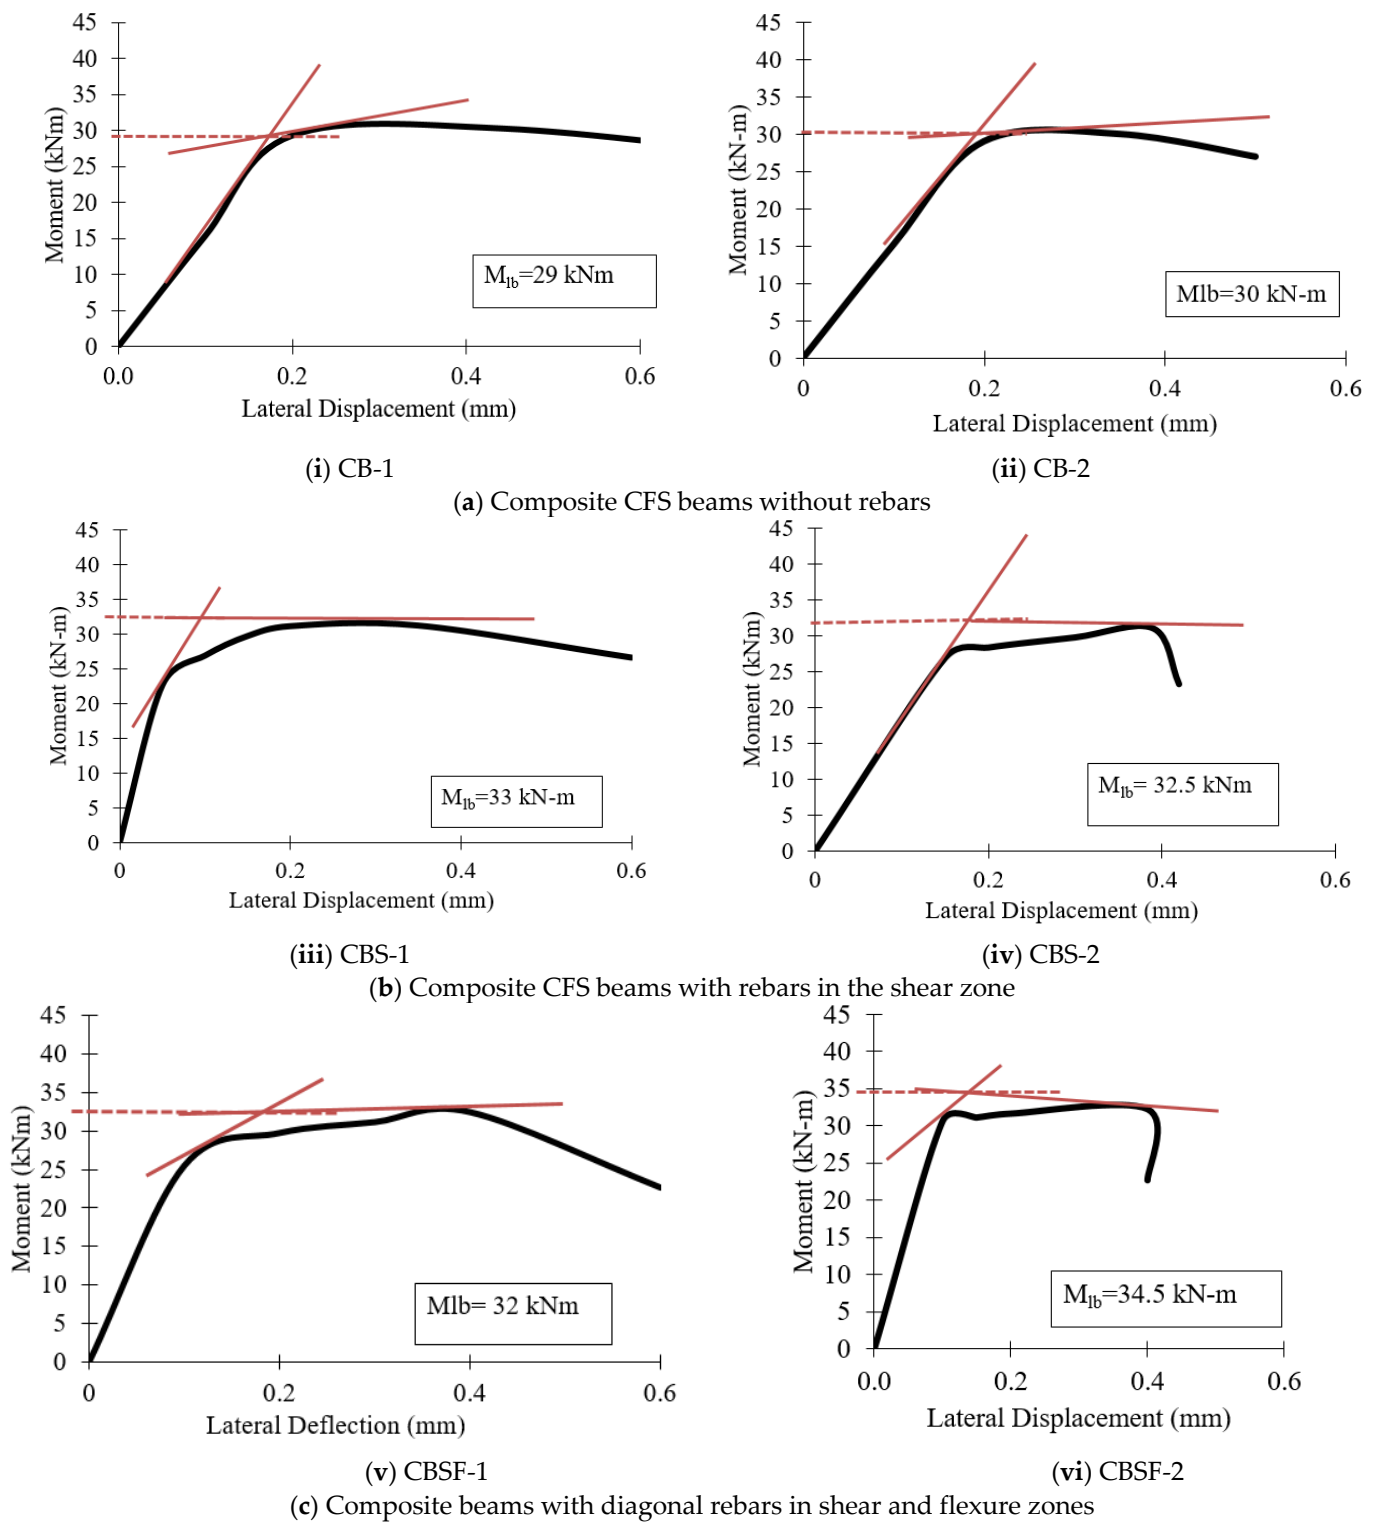 45
40
35
30
25
20
15
10
5
0
Moment (kNm)
M_lb=29 kNm
0.0 0.2 0.4 0.6
Lateral Displacement (mm)
(i) CB-1
45
40
35
30
25
20
15
10
5
0
Moment (kN-m)
Mlb=30 kN-m
0 0.2 0.4 0.6
Lateral Displacement (mm)
(ii) CB-2
(a) Composite CFS beams without rebars
45
40
35
30
25
20
15
10
5
0
Moment (kN-m)
M_lb=33 kN-m
0 0.2 0.4 0.6
Lateral Displacement (mm)
(iii) CBS-1
45
40
35
30
25
20
15
10
5
0
Moment (kNm)
M_lb= 32.5 kNm
0 0.2 0.4 0.6
Lateral Displacement (mm)
(iv) CBS-2
(b) Composite CFS beams with rebars in the shear zone
45
40
35
30
25
20
15
10
5
0
Moment (kNm)
Mlb= 32 kNm
0 0.2 0.4 0.6
Lateral Deflection (mm)
(v) CBSF-1
45
40
35
30
25
20
15
10
5
0
Moment (kN-m)
M_lb=34.5 kN-m
0.0 0.2 0.4 0.6
Lateral Displacement (mm)
(vi) CBSF-2
(c) Composite beams with diagonal rebars in shear and flexure zones